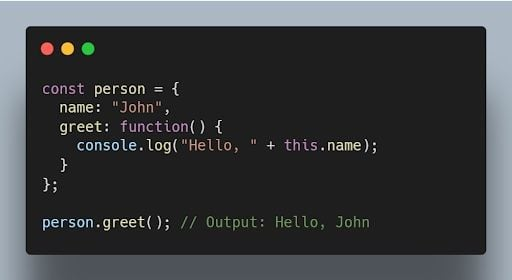 const person = {
  name: "John",
  greet: function() {
    console.log("Hello, " + this.name);
  }
};

person.greet(); // Output: Hello, John